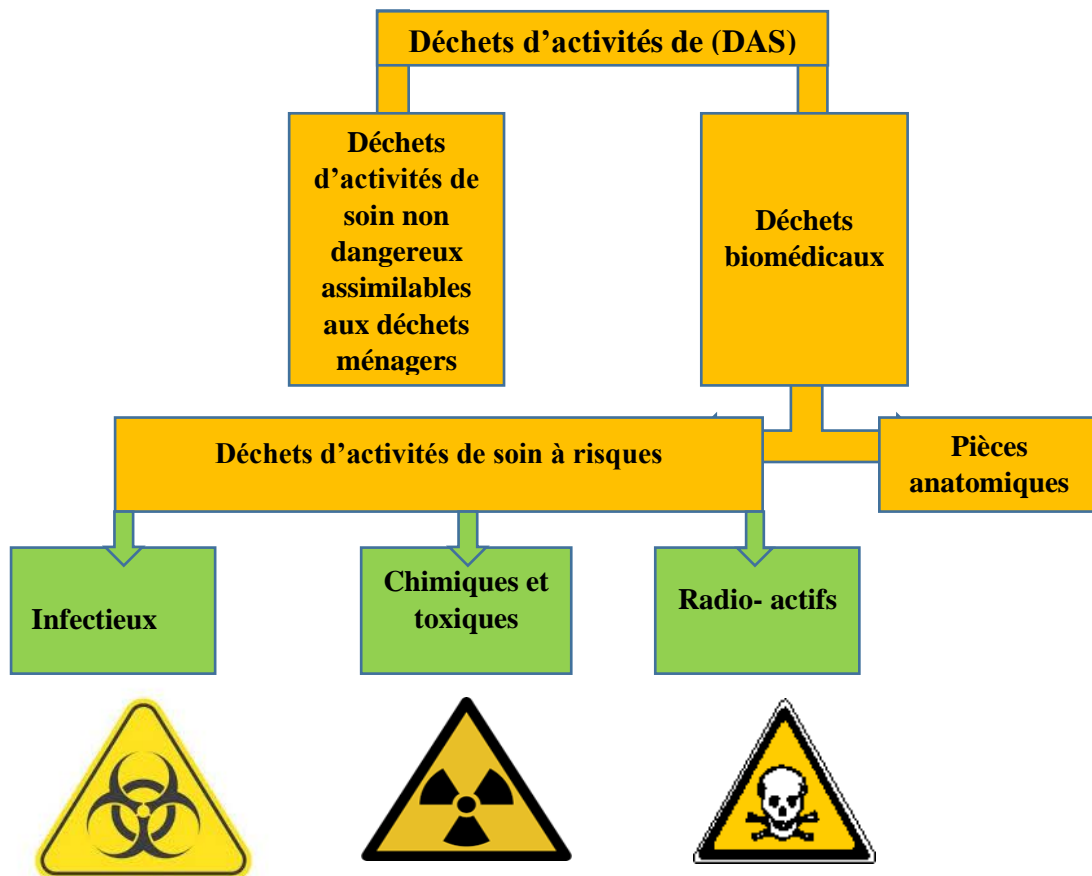 Déchets d’activités de (DAS)
Déchets
d’activités de
soin non
dangereux
assimilables
aux déchets
ménagers
Déchets
biomédicaux
Déchets d’activités de soin à risques
Pièces
anatomiques
Infectieux
Chimiques et
toxiques
Radio- actifs